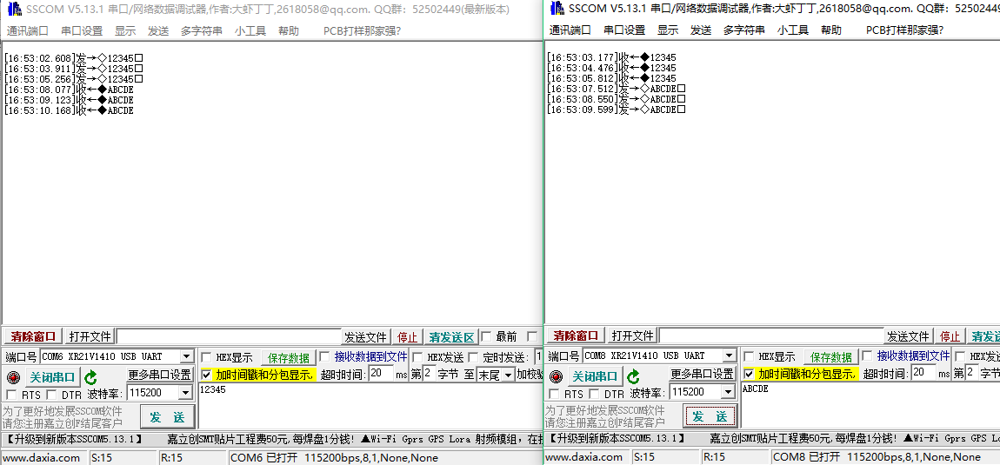 SSCOM V5.13.1 串口/网络数据调试器,作者:大虾丁丁,2618058@qq.com. QQ群: 52502449(最新版本)
通讯端口 串口设置 显示 发送 多字符串 小工具 帮助 PCB打样那家强?
[16:53:02.608]发→◇12345□
[16:53:03.911]发→◇12345□
[16:53:05.256]发→◇12345□
[16:53:08.077]收←◆ABCDE
[16:53:09.123]收←◆ABCDE
[16:53:10.168]收←◆ABCDE
清除窗口 打开文件 发送文件 停止 清发送区 最前
端口号 COM6 XR21V1410 USB UART HEX显示 保存数据 接收数据到文件 HEX发送 定时发送: 1
关闭串口 更多串口设置 加时间戳和分包显示, 超时时间: 20 ms 第 2 字节 至 末尾 加校验
RTS DTR 波特率: 115200 12345
为了更好地发展SSCOM软件
请您注册嘉立创F结尾客户
发 送
【升级到新版本SSCOM5.13.1】 嘉立创SMT贴片工程费50元,每焊盘1分钱! ▲Wi-Fi Gprs GPS Lora 射频模组,在
www.daxia.com S:15 R:15 COM6 已打开 115200bps,8,1,None,None
SSCOM V5.13.1 串口/网络数据调试器,作者:大虾丁丁,2618058@qq.com. QQ群: 52502449
通讯端口 串口设置 显示 发送 多字符串 小工具 帮助 PCB打样那家强?
[16:53:03.177]收←◆12345
[16:53:04.476]收←◆12345
[16:53:05.812]收←◆12345
[16:53:07.512]发→◇ABCDE□
[16:53:08.550]发→◇ABCDE□
[16:53:09.599]发→◇ABCDE□
清除窗口 打开文件 发送文件 停止 清发送
端口号 COM8 XR21V1410 USB UART HEX显示 保存数据 接收数据到文件 HEX发
关闭串口 更多串口设置 加时间戳和分包显示, 超时时间: 20 ms 第 2 字节
RTS DTR 波特率: 115200 ABCDE
为了更好地发展SSCOM软件
请您注册嘉立创F结尾客户
发 送
【升级到新版本SSCOM5.13.1】 嘉立创SMT贴片工程费50元,每焊盘1分钱! ▲Wi-Fi Gprs GPS Lora
www.daxia.com S:15 R:15 COM8 已打开 115200bps,8,1,None,None